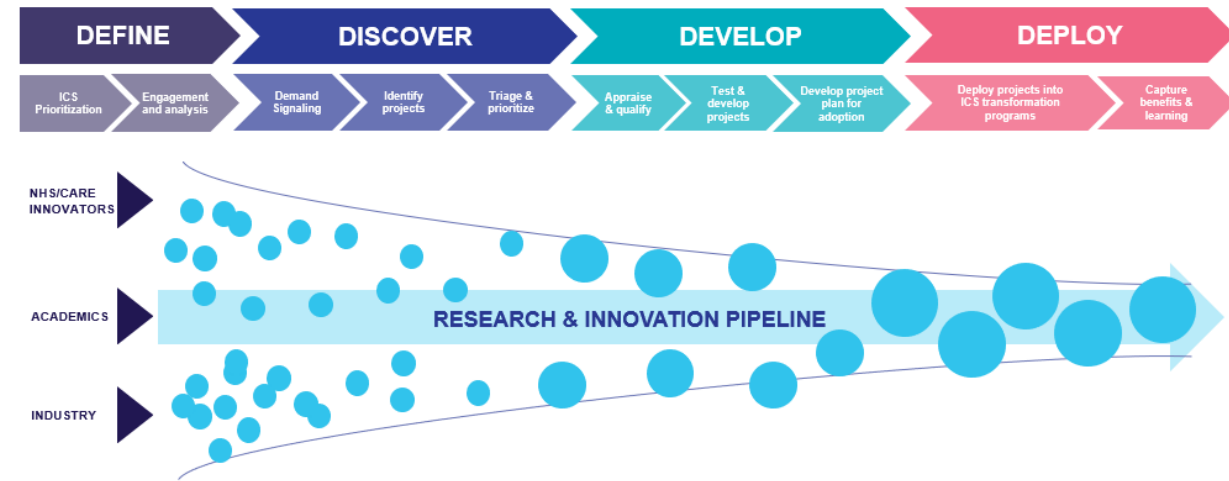 DEFINE
DISCOVER
DEVELOP
DEPLOY
ICS
Prioritization
Engagement
and analysis
Demand
Signaling
Identify
projects
Triage &
prioritize
Appraise
& qualify
Test &
develop
projects
Develop project
plan for
adoption
Deploy projects into
ICS transformation
programs
Capture
benefits &
learning
NHS/CARE
INNOVATORS
ACADEMICS
RESEARCH & INNOVATION PIPELINE
INDUSTRY